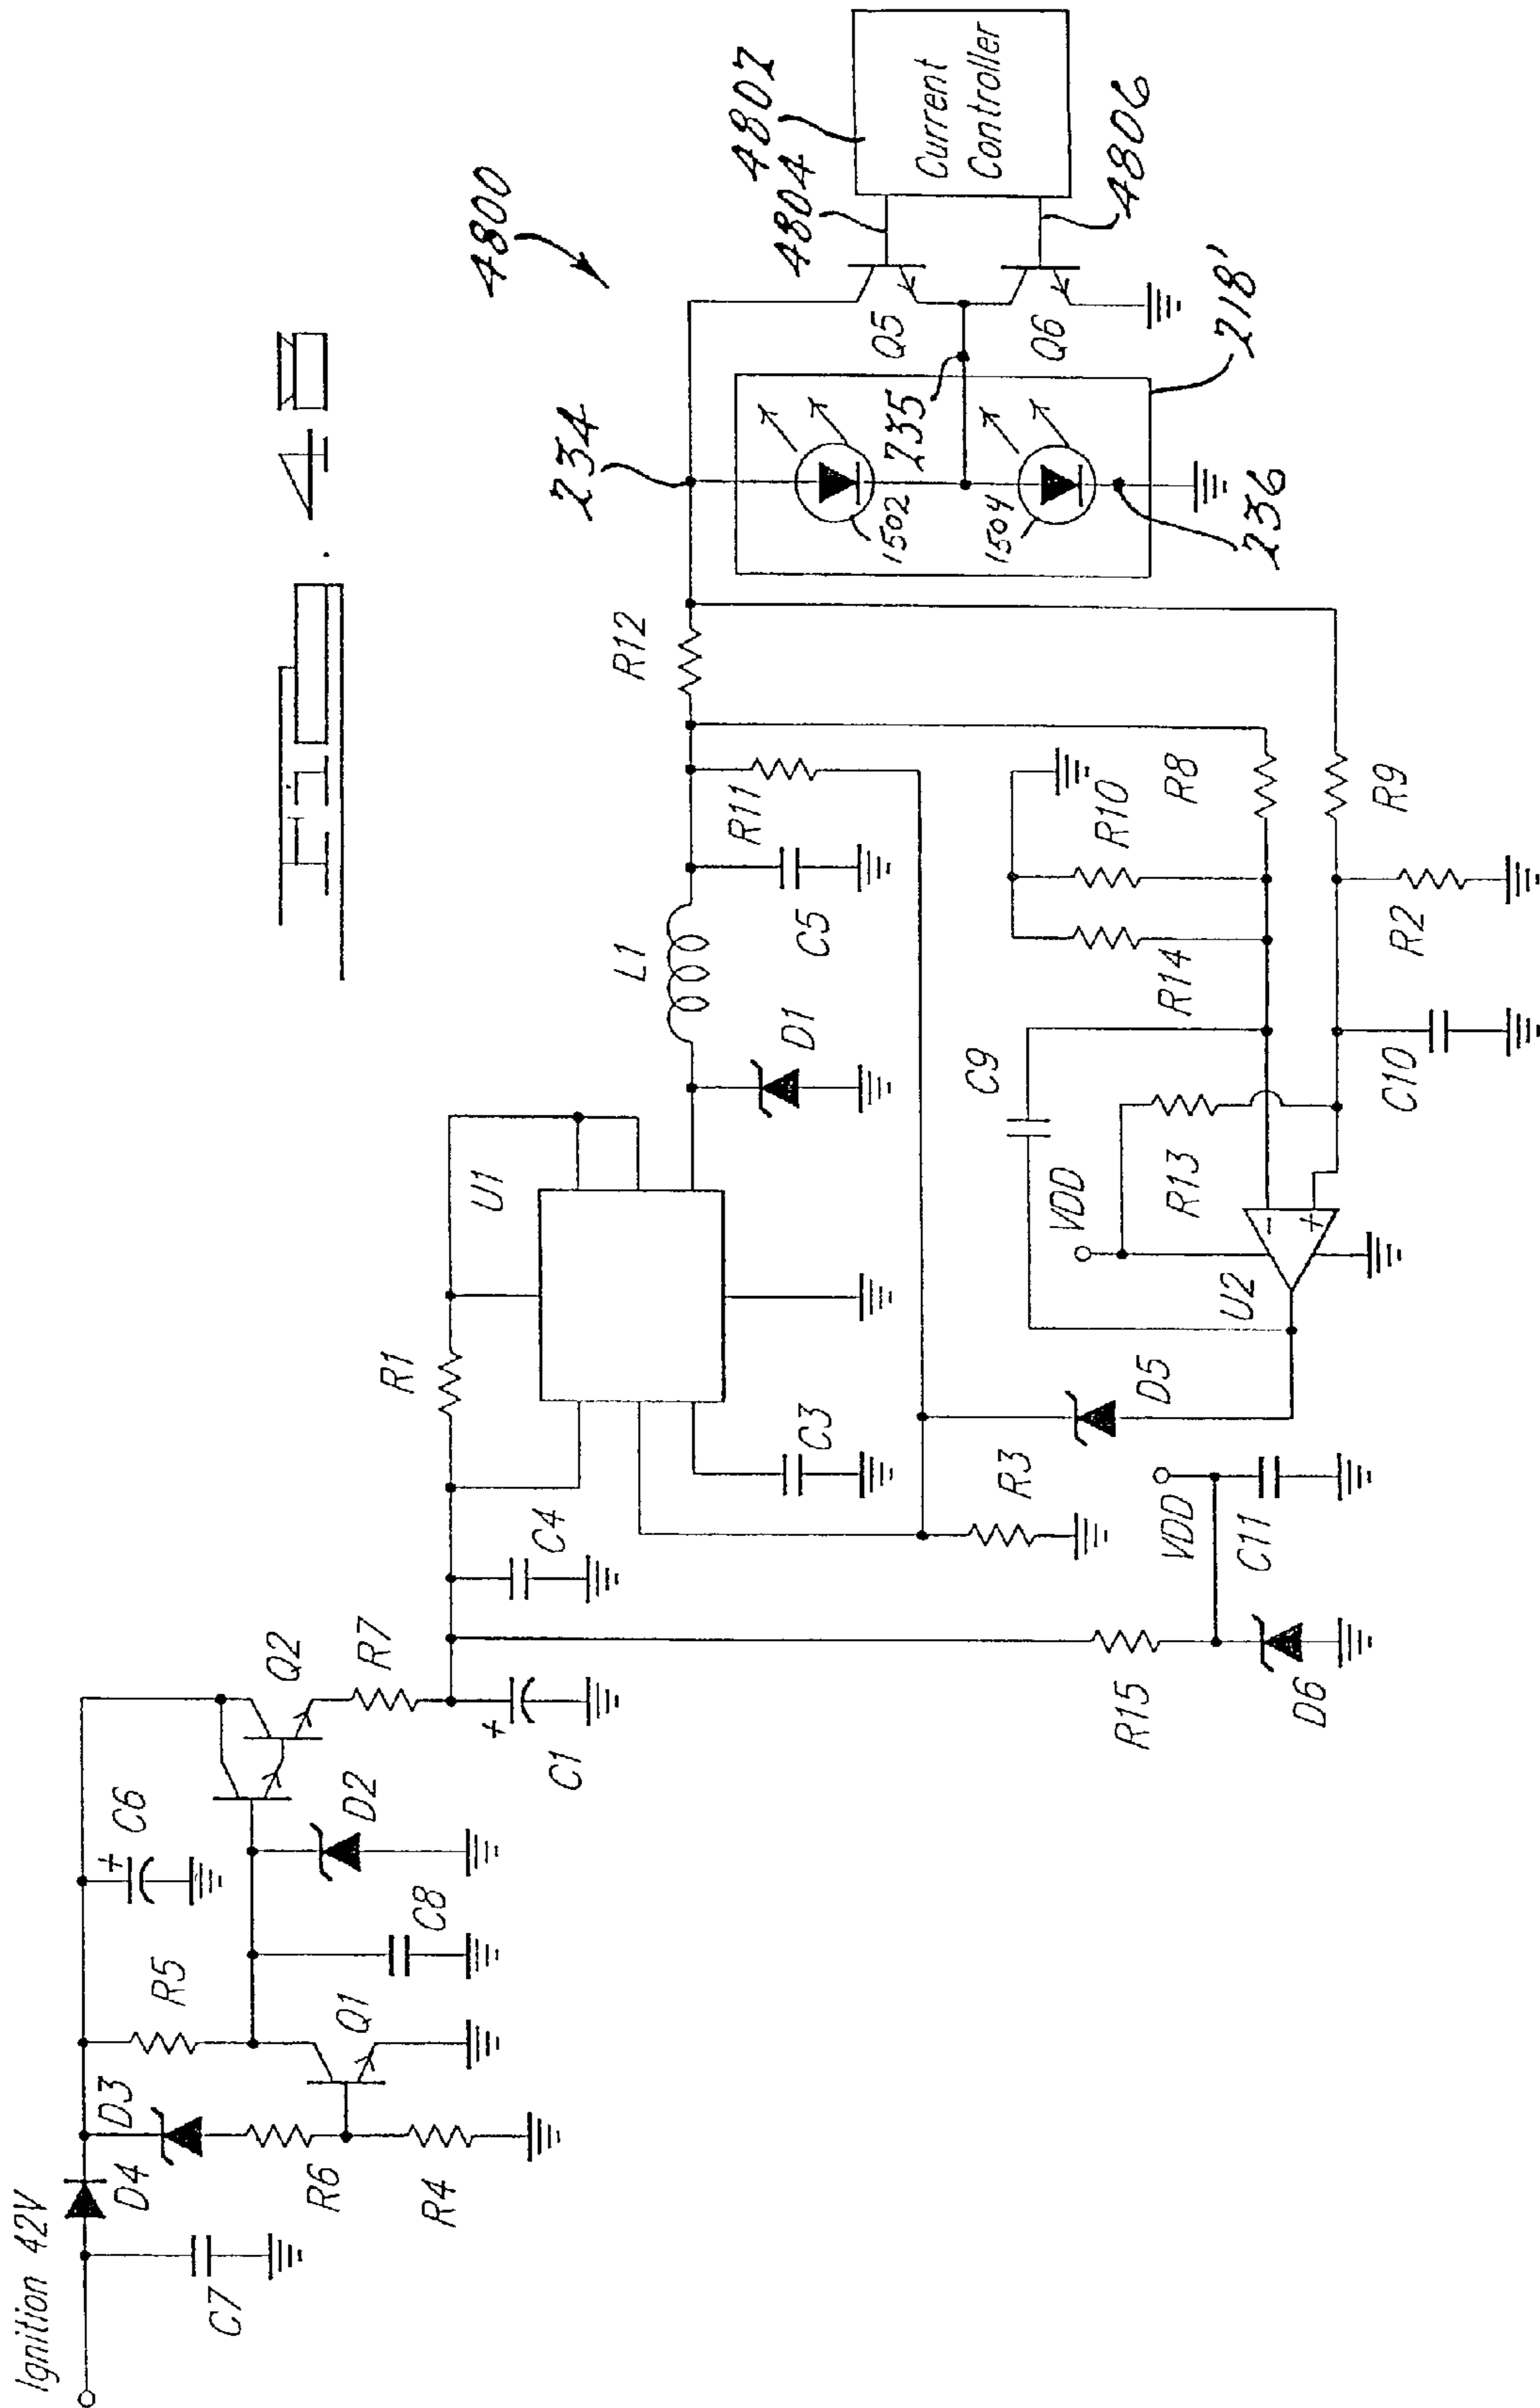 4800
Ignition 42V
D4
C7
D3
R6
R4
R5
Q1
C6
C8
D2
Q2
R7
C1
C4
R1
U1
C3
L1
D1
C5
R11
R12
234
1502
1504
235
236
218'
Q5
Q6
4804
4806
4807
Current
Controller
R15
D6
VDD
C11
R3
D5
U2
VDD
R13
-
+
C9
R14
R10
R8
R9
R2
C10